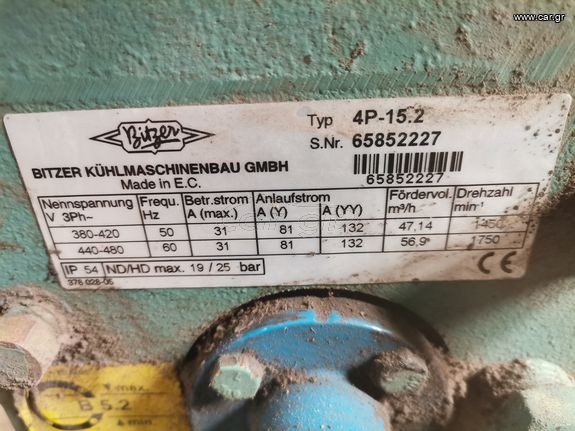 www.car.gr
Bitzer
Typ 4P-15.2
S.Nr. 65852227
65852227
BITZER KÜHLMASCHINENBAU GMBH
Made in E.C.
Nennspannung Frequ. Betr.strom Anlaufstrom Fördervol. Drehzahl
V 3Ph~ Hz A (max.) A (Y) A (YY) m³/h min⁻¹
380-420 50 31 81 132 47,14 1450
440-480 60 31 81 132 56,9 1750
IP 54 ND/HD max. 19 / 25 bar
378 028-05
CE
max.
B 5.2
min